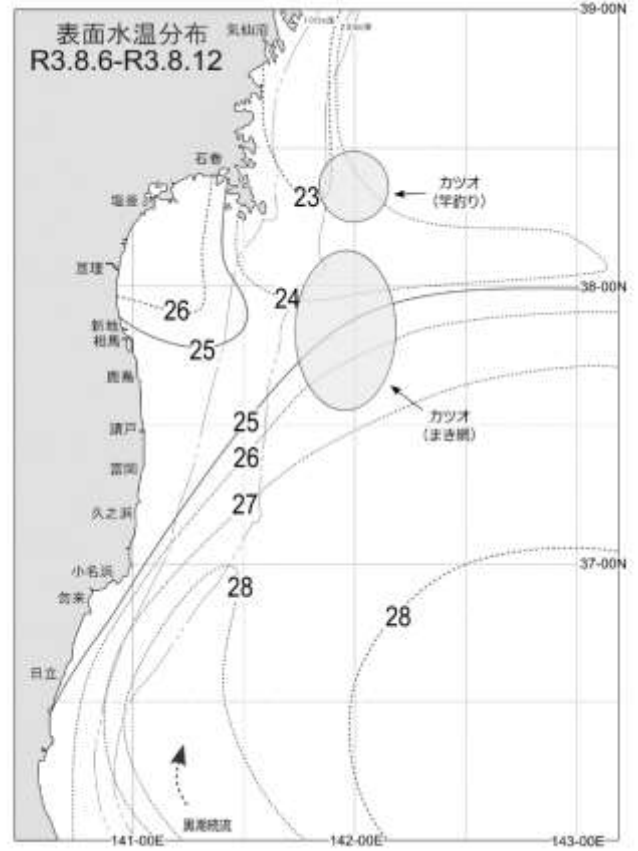 表面水温分布
R3.8.6-R3.8.12
39-00N
気仙沼
石巻
カツオ
(竿釣り)
23
塩釜
亘理
38-00N
24
26
新地
相馬
25
鹿島
カツオ
(まき網)
25
請戸
26
富岡
27
久之浜
37-00N
小名浜
28
勿来
28
日立
黒潮続流
141-00E
142-00E
143-00E